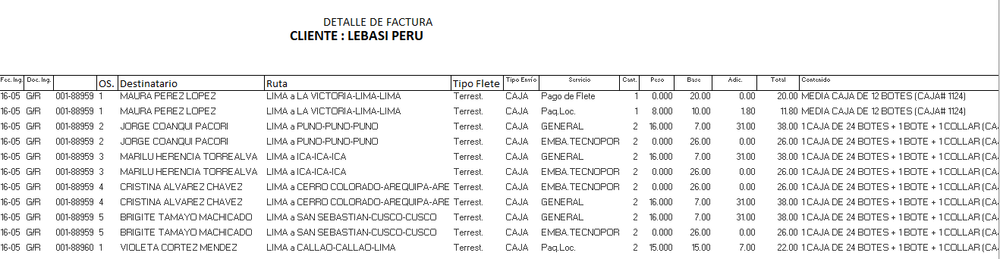 DETALLE DE FACTURA
CLIENTE : LEBASI PERU
Fec. Ing. Doc. Ing. OS. Destinatario Ruta Tipo Flete Tipo Envío Servicio Cant. Peso Base Adic. Total Contenido
16-05 G/R 001-88959 1 MAURA PEREZ LOPEZ LIMA a LA VICTORIA-LIMA-LIMA Terrest. CAJA Pago de Flete 1 0.000 20.00 0.00 20.00 MEDIA CAJA DE 12 BOTES (CAJA# 1124)
16-05 G/R 001-88959 1 MAURA PEREZ LOPEZ LIMA a LA VICTORIA-LIMA-LIMA Terrest. CAJA Paq.Loc. 1 8.000 10.00 1.80 11.80 MEDIA CAJA DE 12 BOTES (CAJA# 1124)
16-05 G/R 001-88959 2 JORGE COANQUI PACORI LIMA a PUNO-PUNO-PUNO Terrest. CAJA GENERAL 2 16.000 7.00 31.00 38.00 1 CAJA DE 24 BOTES + 1 BOTE + 1 COLLAR (CA
16-05 G/R 001-88959 2 JORGE COANQUI PACORI LIMA a PUNO-PUNO-PUNO Terrest. CAJA EMBA.TECNOPOR 2 0.000 26.00 0.00 26.00 1 CAJA DE 24 BOTES + 1 BOTE + 1 COLLAR (CA
16-05 G/R 001-88959 3 MARILU HERENCIA TORREALVA LIMA a ICA-ICA-ICA Terrest. CAJA GENERAL 2 16.000 7.00 31.00 38.00 1 CAJA DE 24 BOTES + 1 BOTE + 1 COLLAR (CA
16-05 G/R 001-88959 3 MARILU HERENCIA TORREALVA LIMA a ICA-ICA-ICA Terrest. CAJA EMBA.TECNOPOR 2 0.000 26.00 0.00 26.00 1 CAJA DE 24 BOTES + 1 BOTE + 1 COLLAR (CA
16-05 G/R 001-88959 4 CRISTINA ALVAREZ CHAVEZ LIMA a CERRO COLORADO-AREQUIPA-ARE Terrest. CAJA EMBA.TECNOPOR 2 0.000 26.00 0.00 26.00 1 CAJA DE 24 BOTES + 1 BOTE + 1 COLLAR (CA
16-05 G/R 001-88959 4 CRISTINA ALVAREZ CHAVEZ LIMA a CERRO COLORADO-AREQUIPA-ARE Terrest. CAJA GENERAL 2 16.000 7.00 31.00 38.00 1 CAJA DE 24 BOTES + 1 BOTE + 1 COLLAR (CA
16-05 G/R 001-88959 5 BRIGITE TAMAYO MACHICADO LIMA a SAN SEBASTIAN-CUSCO-CUSCO Terrest. CAJA GENERAL 2 16.000 7.00 31.00 38.00 1 CAJA DE 24 BOTES + 1 BOTE + 1 COLLAR (CA
16-05 G/R 001-88959 5 BRIGITE TAMAYO MACHICADO LIMA a SAN SEBASTIAN-CUSCO-CUSCO Terrest. CAJA EMBA.TECNOPOR 2 0.000 26.00 0.00 26.00 1 CAJA DE 24 BOTES + 1 BOTE + 1 COLLAR (CA
16-05 G/R 001-88960 1 VIOLETA CORTEZ MENDEZ LIMA a CALLAO-CALLAO-LIMA Terrest. CAJA Paq.Loc. 2 15.000 15.00 7.00 22.00 1 CAJA DE 24 BOTES + 1 BOTE + 1 COLLAR (CA